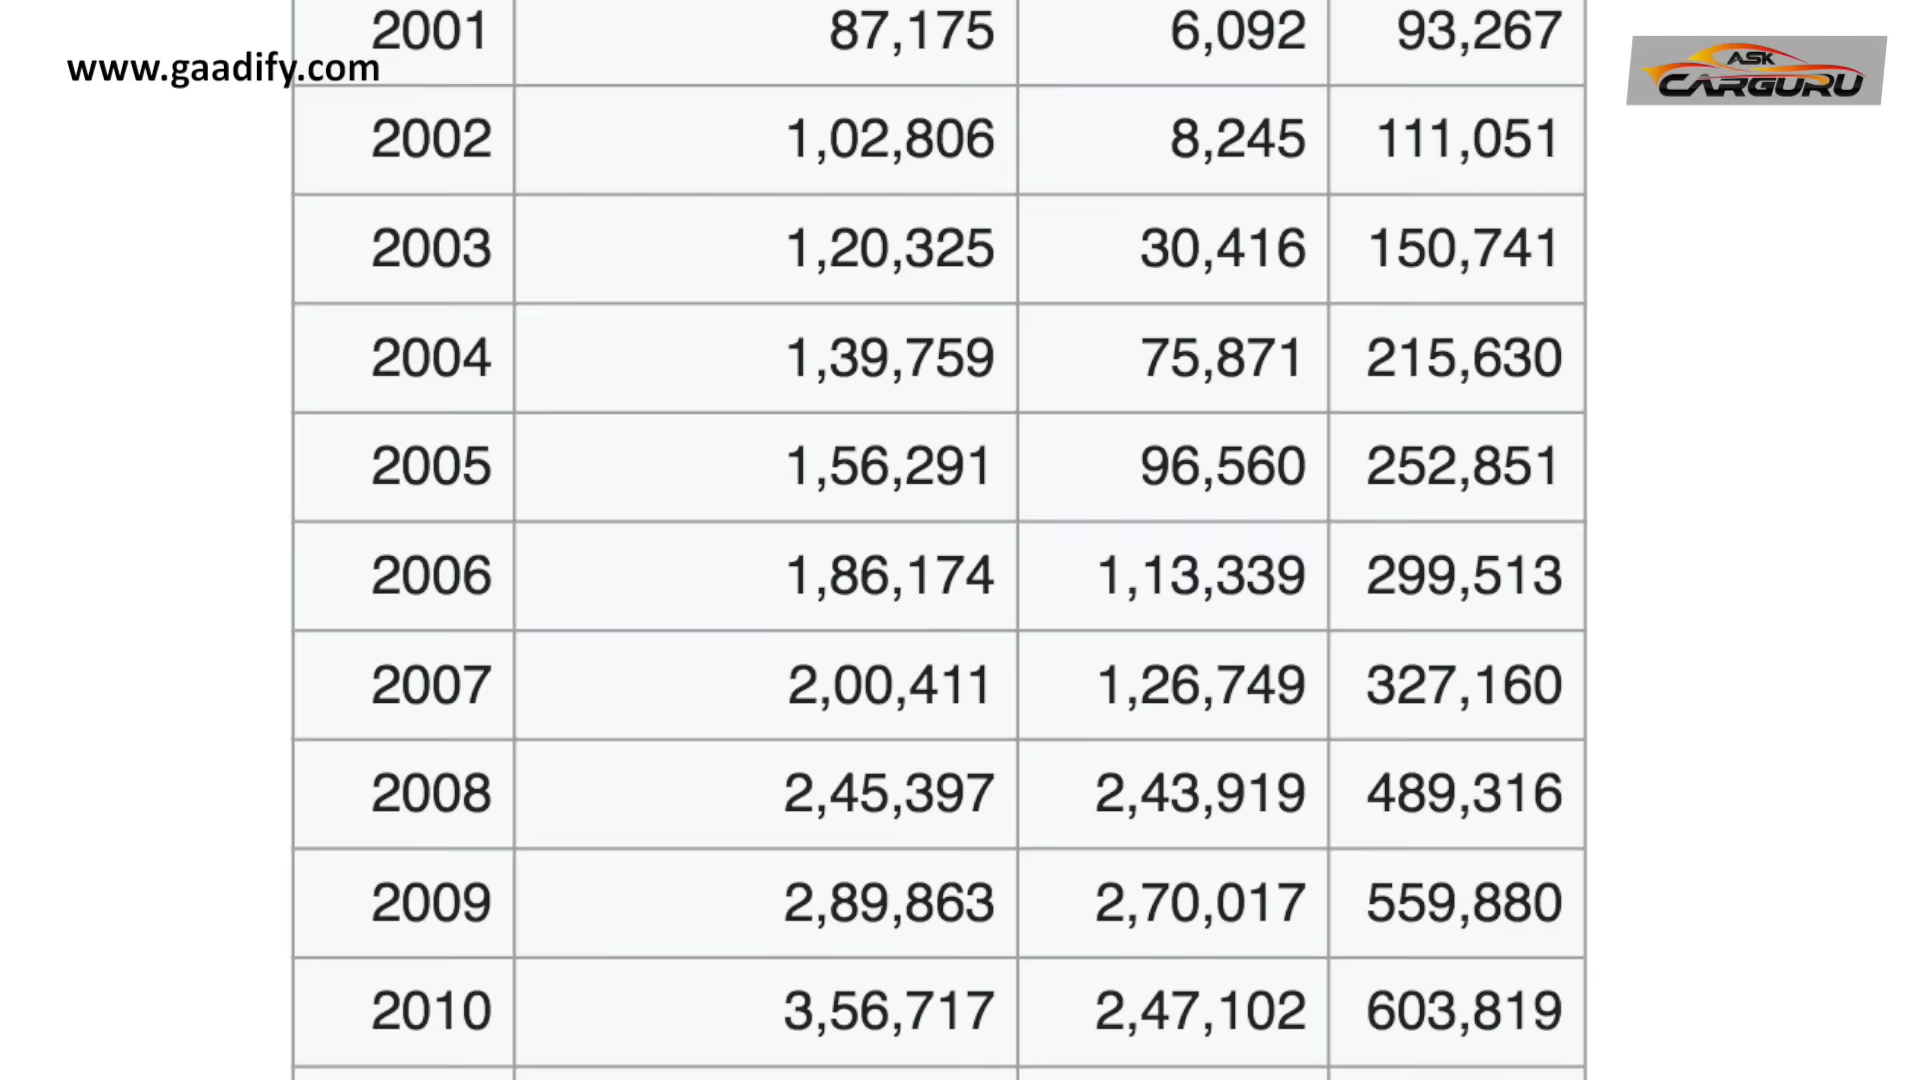 www.gaadify.com
ASK
CARGURU
2001 87,175 6,092 93,267
2002 1,02,806 8,245 111,051
2003 1,20,325 30,416 150,741
2004 1,39,759 75,871 215,630
2005 1,56,291 96,560 252,851
2006 1,86,174 1,13,339 299,513
2007 2,00,411 1,26,749 327,160
2008 2,45,397 2,43,919 489,316
2009 2,89,863 2,70,017 559,880
2010 3,56,717 2,47,102 603,819